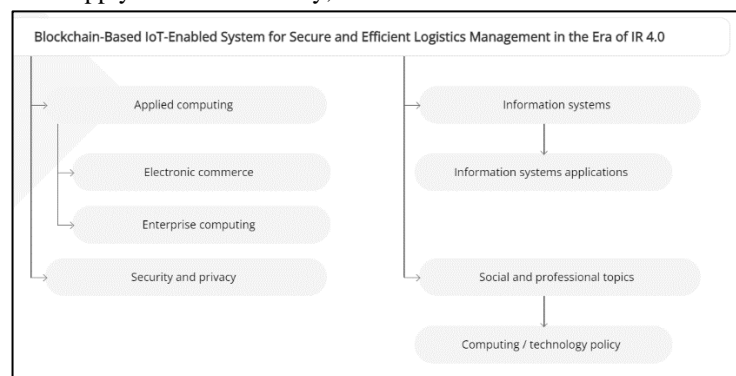 Blockchain-Based IoT-Enabled System for Secure and Efficient Logistics Management in the Era of IR 4.0
Applied computing
Electronic commerce
Enterprise computing
Security and privacy
Information systems
Information systems applications
Social and professional topics
Computing / technology policy